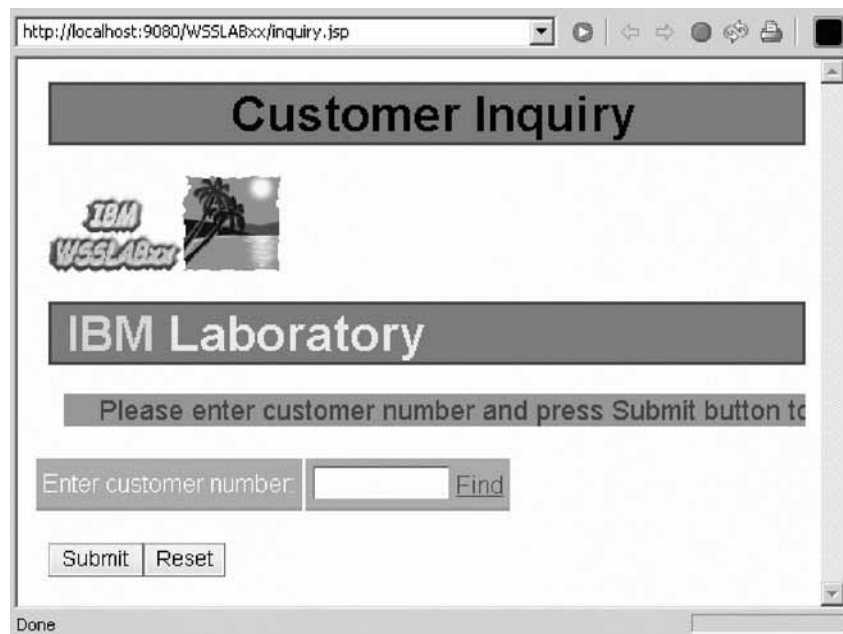 http://localhost:9080/WSSLABxx/inquiry.jsp
Customer Inquiry
IBM
WSSLABxx
IBM Laboratory
Please enter customer number and press Submit button to
Enter customer number: Find
Submit Reset
Done